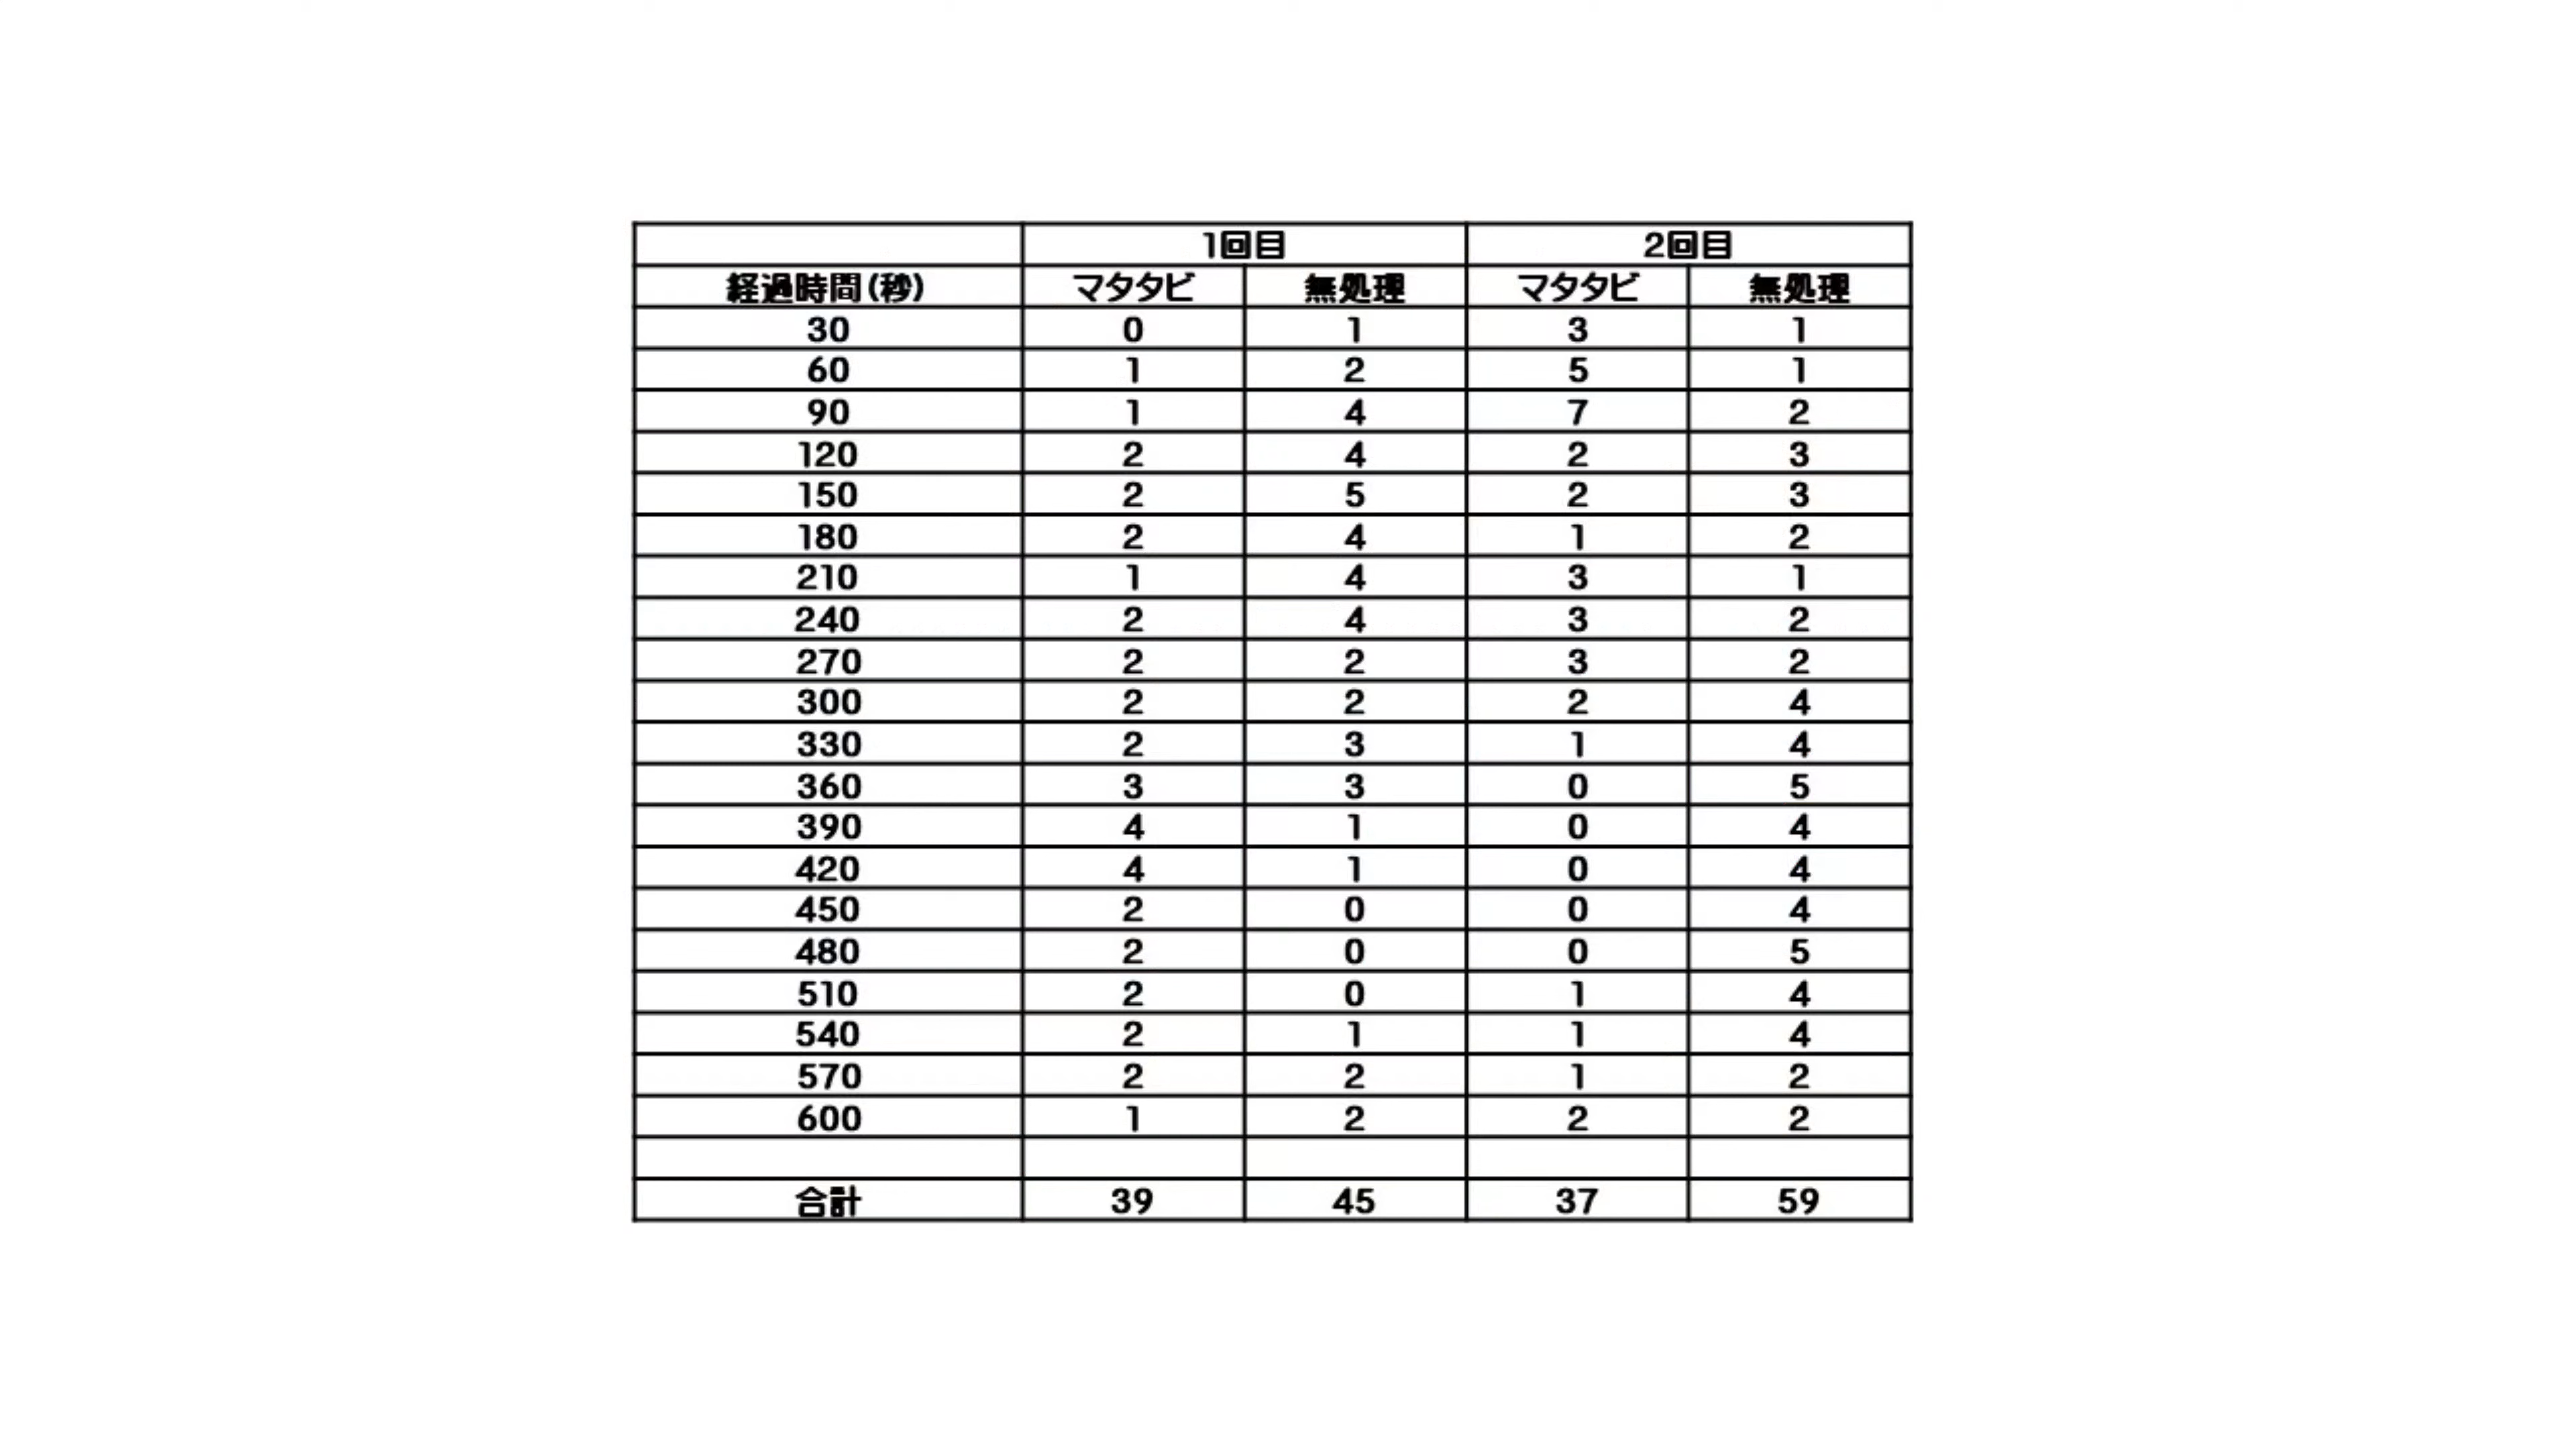 1回目 2回目
経過時間(秒) マタタビ 無処理 マタタビ 無処理
30 0 1 3 1
60 1 2 5 1
90 1 4 7 2
120 2 4 2 3
150 2 5 2 3
180 2 4 1 2
210 1 4 3 1
240 2 4 3 2
270 2 2 3 2
300 2 2 2 4
330 2 3 1 4
360 3 3 0 5
390 4 1 0 4
420 4 1 0 4
450 2 0 0 4
480 2 0 0 5
510 2 0 1 4
540 2 1 1 4
570 2 2 1 2
600 1 2 2 2
合計 39 45 37 59